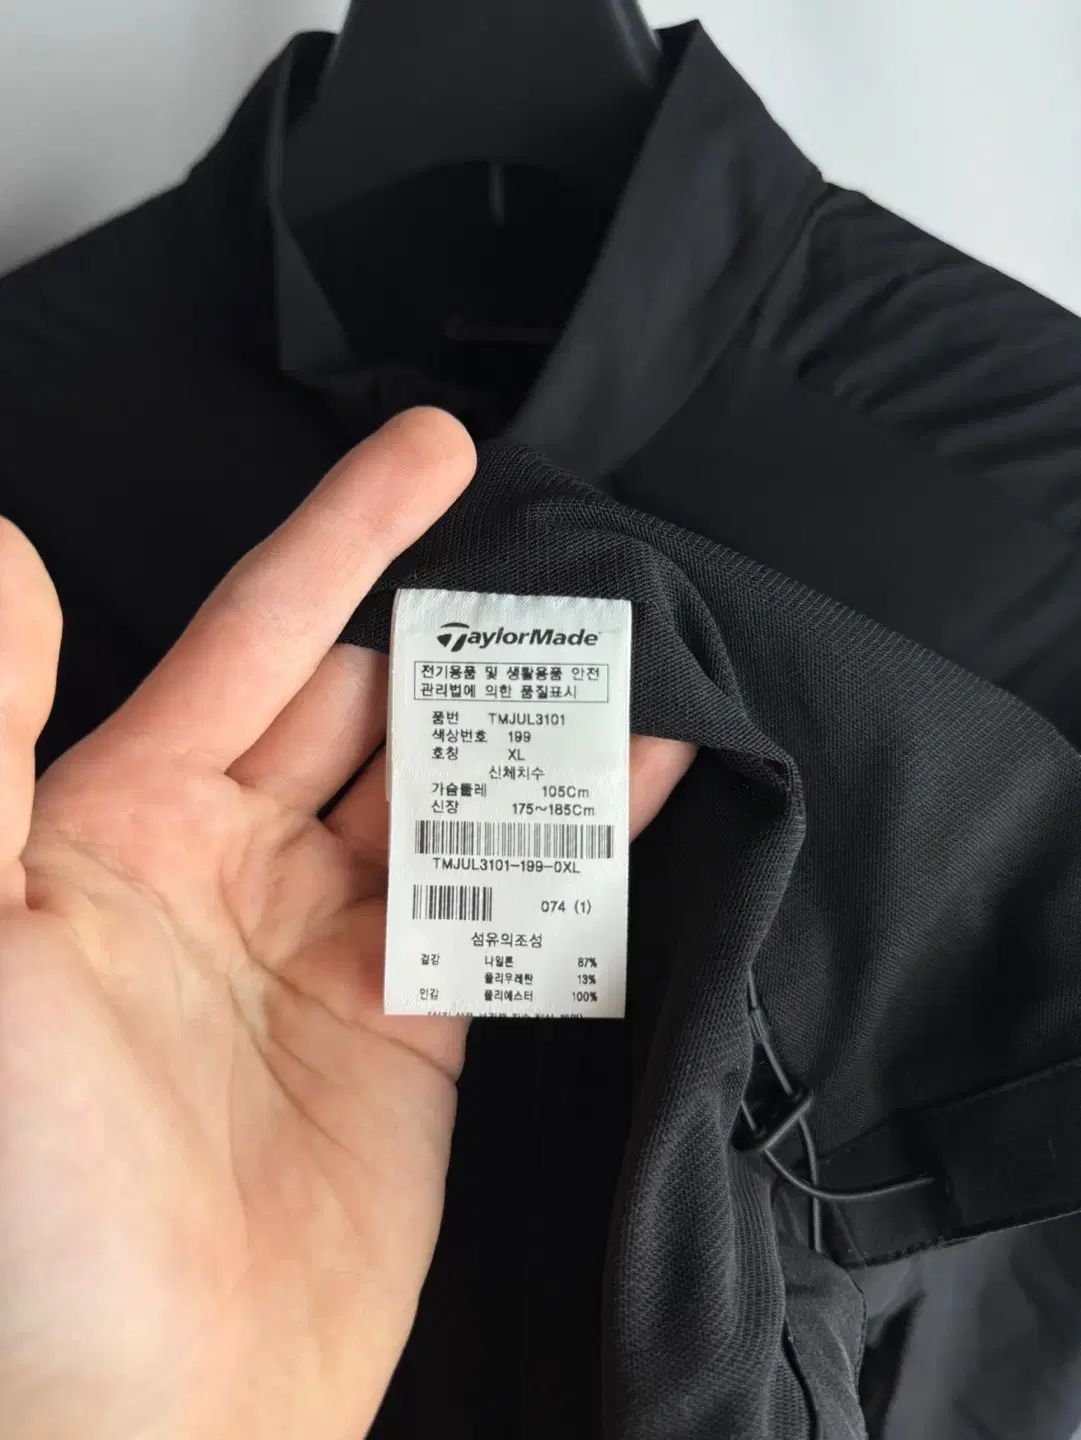 TaylorMade
전기용품 및 생활용품 안전
관리법에 의한 품질표시
품번 TMJUL3101
색상번호 199
호칭 XL
신체치수
가슴둘레 105Cm
신장 175~185Cm
TMJUL3101-199-0XL
074 (1)
섬유의조성
겉감 나일론 87%
폴리우레탄 13%
안감 폴리에스터 100%